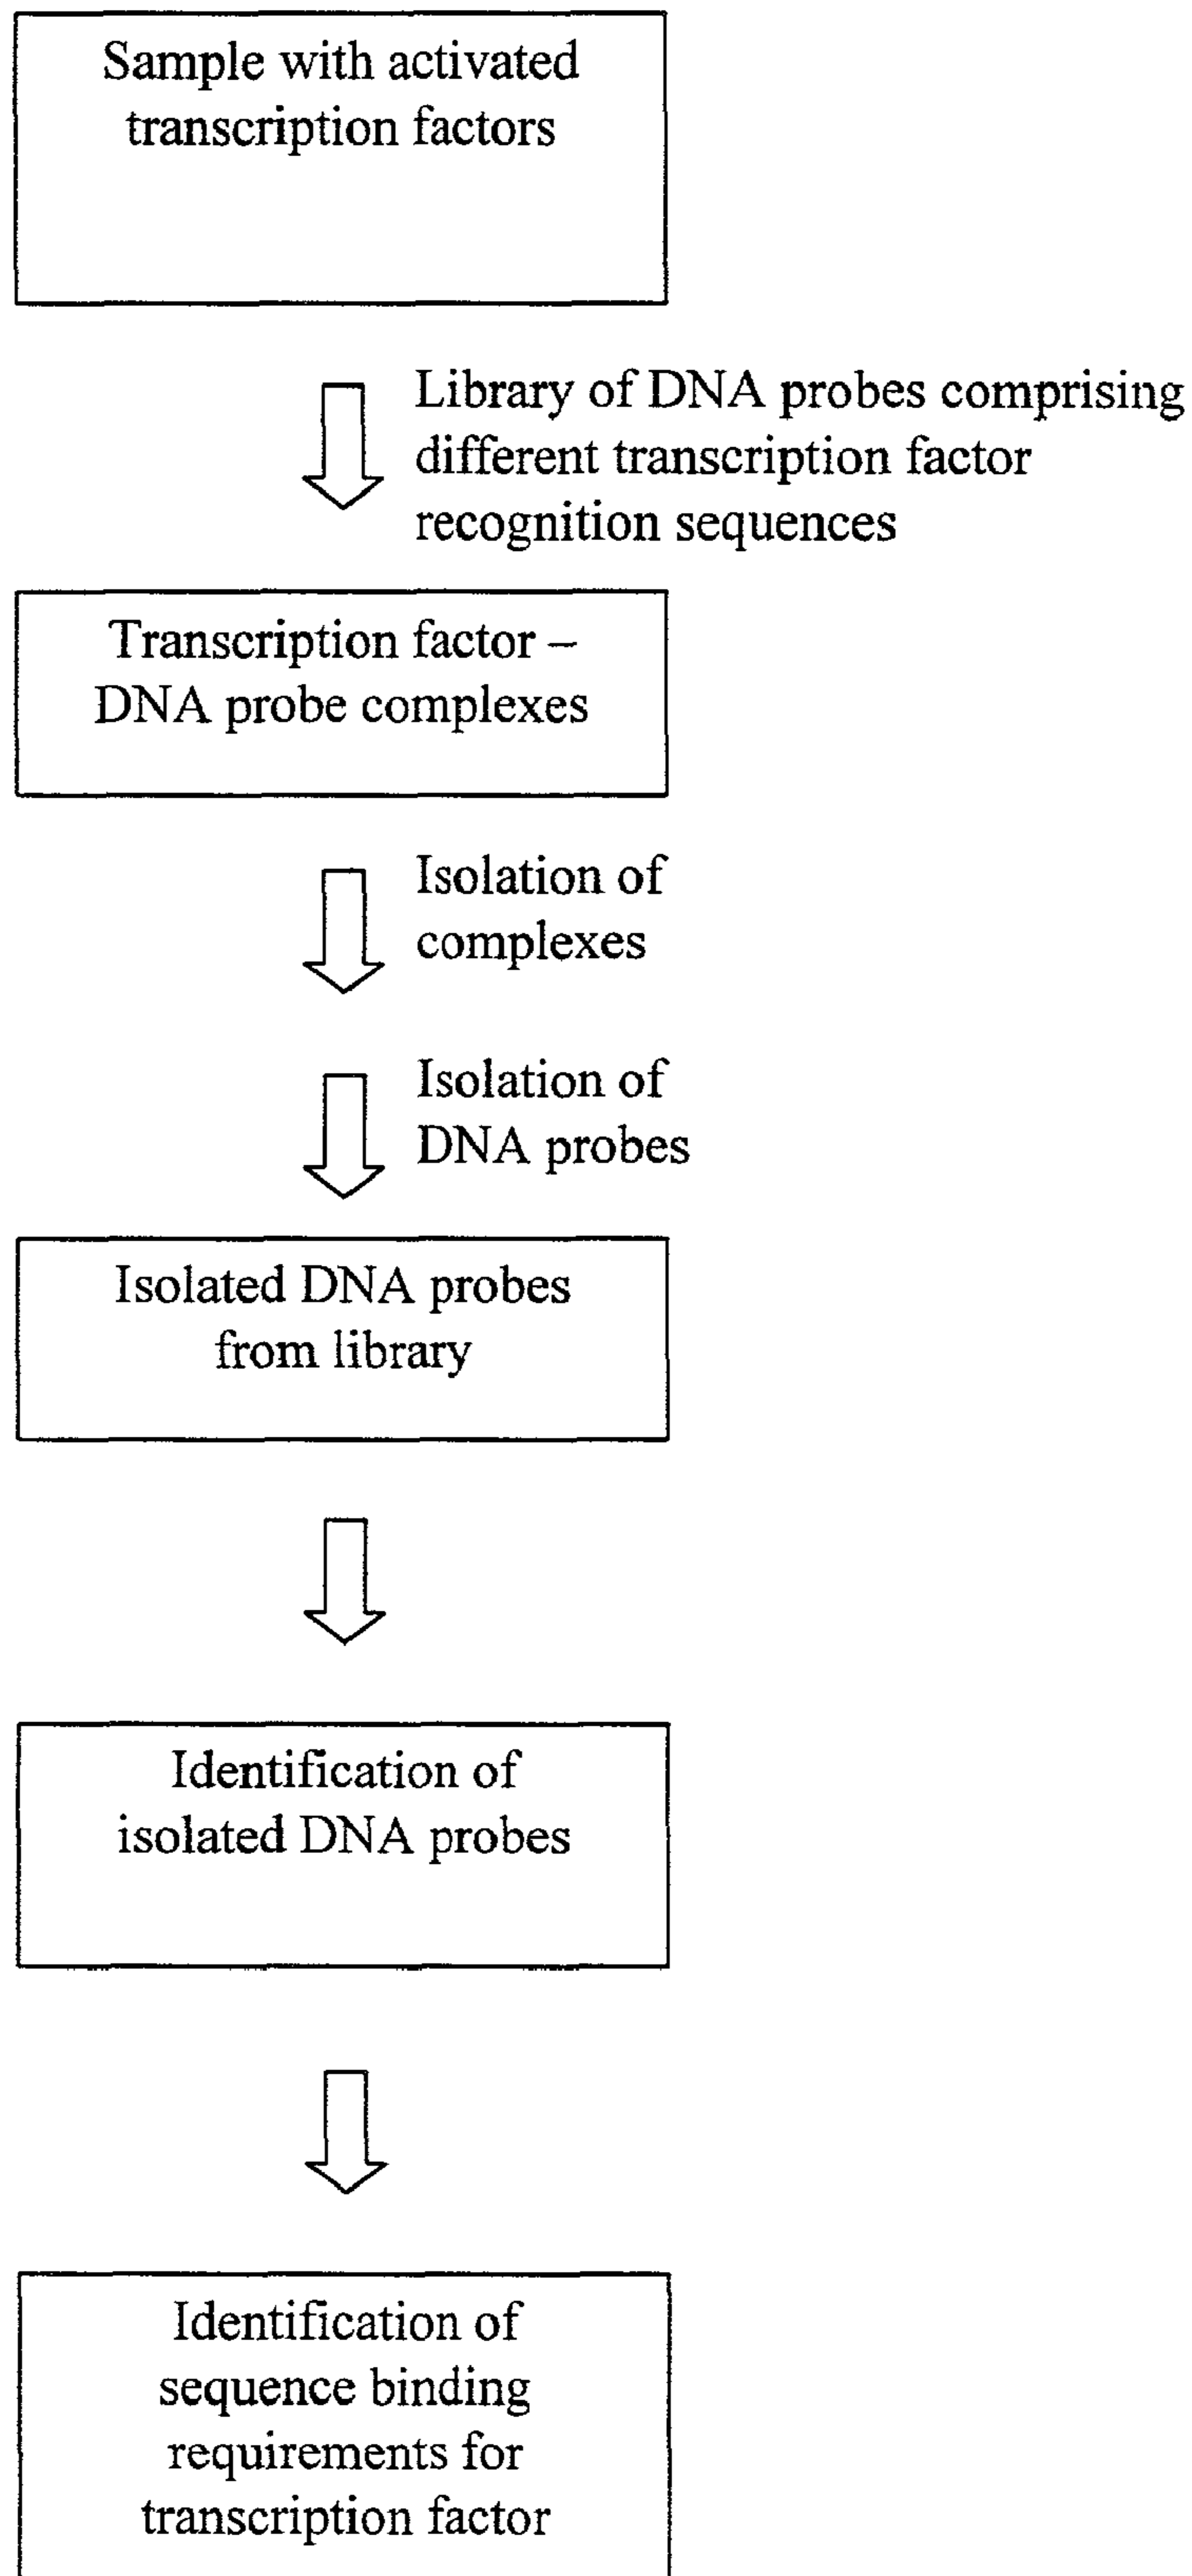 Sample with activated
transcription factors
Library of DNA probes comprising
different transcription factor
recognition sequences
Transcription factor –
DNA probe complexes
Isolation of
complexes
Isolation of
DNA probes
Isolated DNA probes
from library
Identification of
isolated DNA probes
Identification of
sequence binding
requirements for
transcription factor